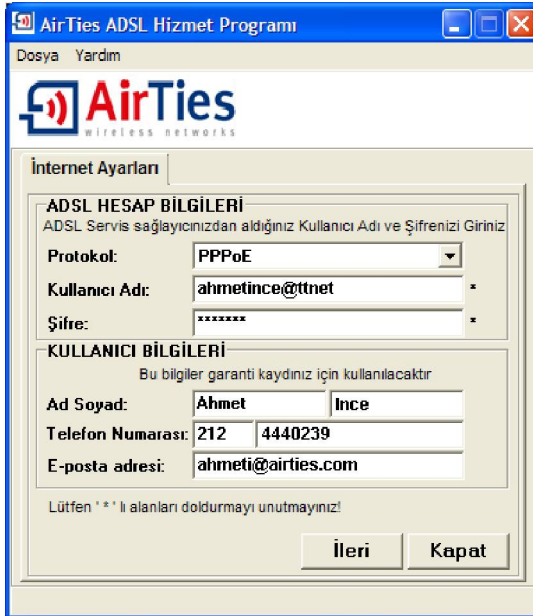 AirTies ADSL Hizmet Programı
Dosya Yardım
AirTies
wireless networks
İnternet Ayarları
ADSL HESAP BİLGİLERİ
ADSL Servis sağlayıcınızdan aldığınız Kullanıcı Adı ve Şifrenizi Giriniz
Protokol: PPPoE
Kullanıcı Adı: ahmetince@ttnet *
Şifre: ******* *
KULLANICI BİLGİLERİ
Bu bilgiler garanti kaydınız için kullanılacaktır
Ad Soyad: Ahmet Ince
Telefon Numarası: 212 4440239
E-posta adresi: ahmeti@airties.com
Lütfen ' * ' lı alanları doldurmayı unutmayınız!
İleri Kapat